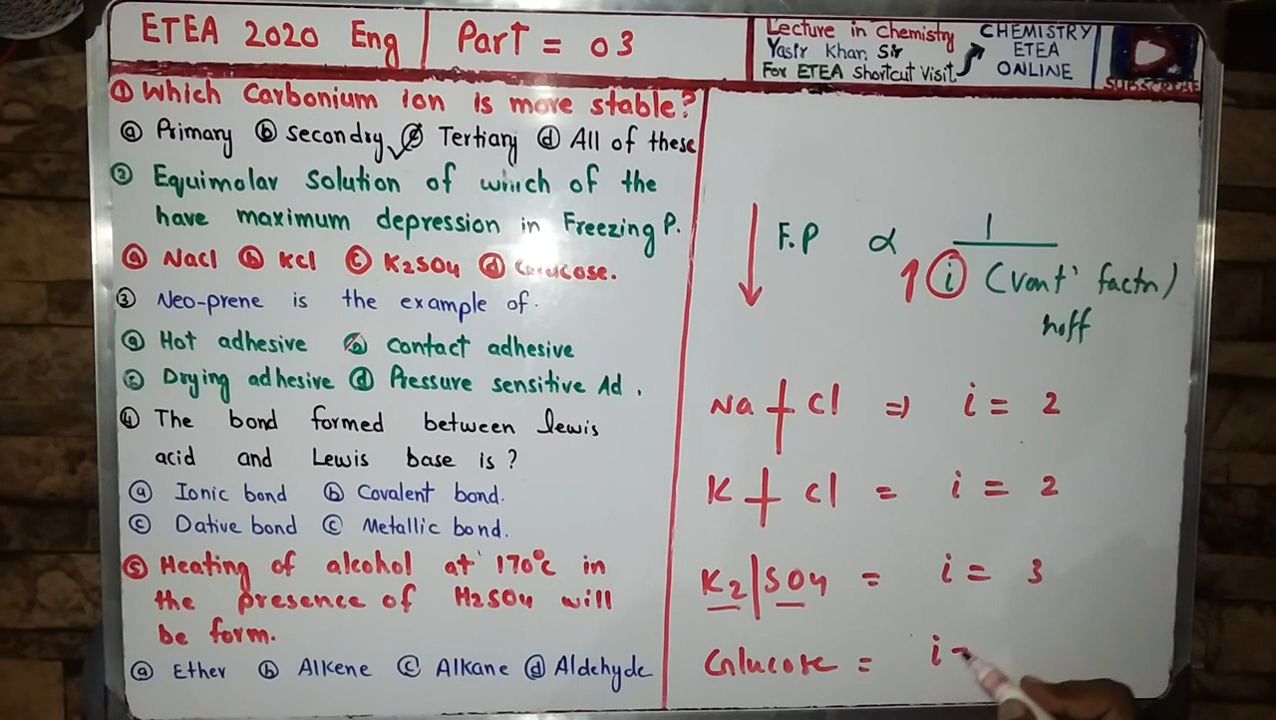 ETEA 2020 Eng
Part = 03
Lecture in Chemistry
Yasir Khan Sir
For ETEA shortcut Visit.
CHEMISTRY
ETEA
ONLINE
SUBSCRIBE
① Which Carbonium ion is more stable?
ⓐ Primary ⓑ secondry ⓒ Tertiary ⓓ All of these
② Equimolar solution of which of the
have maximum depression in Freezing P.
ⓐ Nacl ⓑ KCl ⓒ K2SO4 ⓓ Glucose.
③ Neo-prene is the example of.
ⓐ Hot adhesive ⓑ contact adhesive
ⓒ Drying adhesive ⓓ Pressure sensitive Ad.
④ The bond formed between lewis
acid and Lewis base is?
ⓐ Ionic bond ⓑ Covalent bond.
ⓒ Dative bond ⓒ Metallic bond.
⑤ Heating of alcohol at 170°c in
the presence of H2SO4 will
be form.
ⓐ Ether ⓑ Alkene ⓒ Alkane ⓓ Aldehyde
↓ F.P ∝ 1
↑ i (Vant' factr)
hoff
Na + Cl ⇒ i = 2
K + Cl = i = 2
K2 | SO4 = i = 3
Glucose = i =